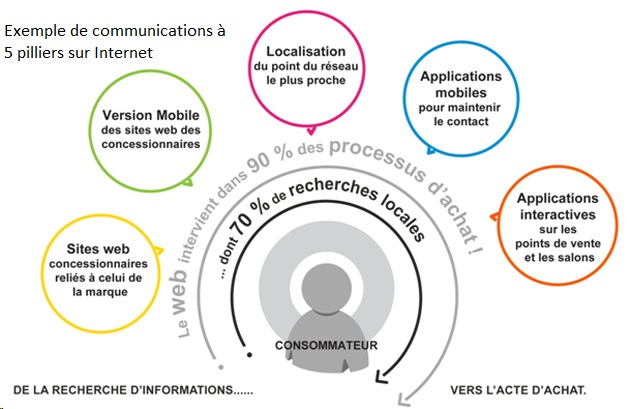 Exemple de communications à
5 pilliers sur Internet
Sites web
concessionnaires
reliés à celui de
la marque
Version Mobile
des sites web des
concessionnaires
Localisation
du point du réseau
le plus proche
Applications
mobiles
pour maintenir
le contact
Applications
interactives
sur les
points de vente
et les salons
Le web intervient dans 90 % des processus d'achat !
... dont 70 % de recherches locales
CONSOMMATEUR
DE LA RECHERCHE D'INFORMATIONS......
VERS L'ACTE D'ACHAT.